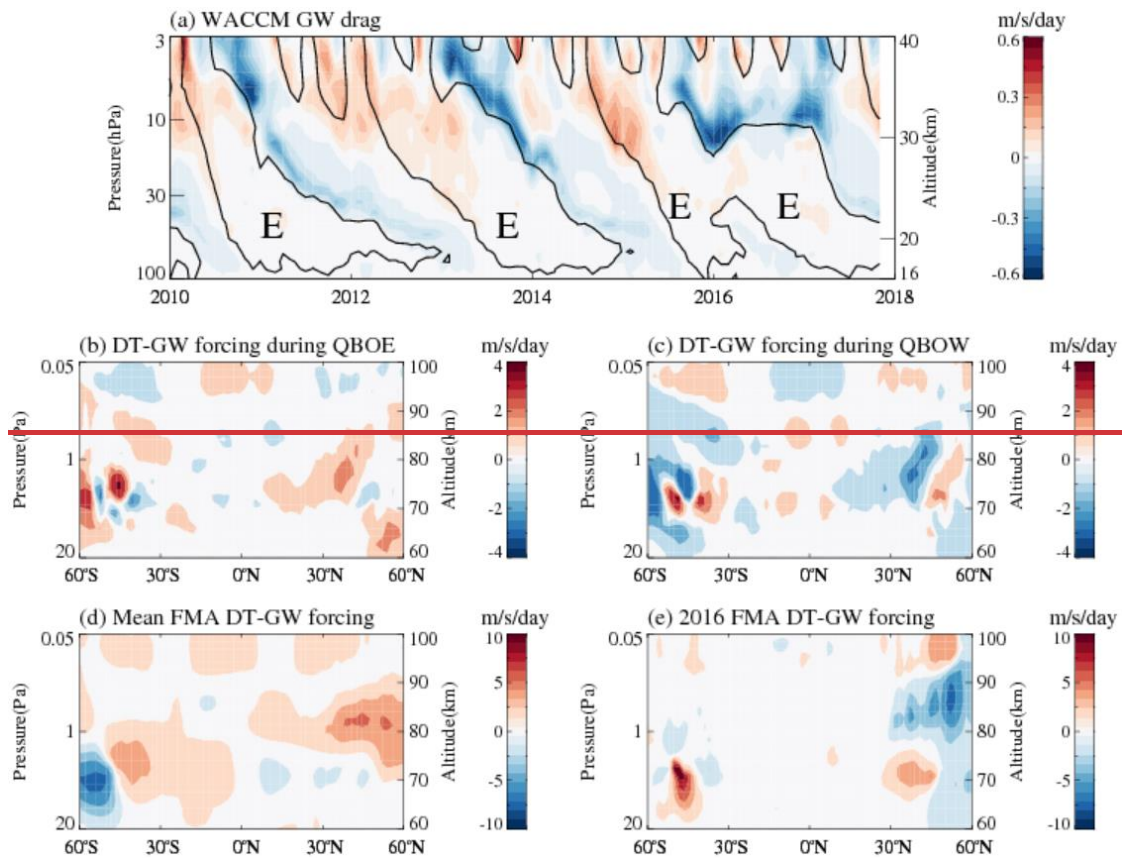 (a) WACCM GW drag
m/s/day
3
10
30
100
Pressure(hPa)
E
E
E
E
40
30
20
16
Altitude(km)
0.6
0.3
0
-0.3
-0.6
2010
2012
2014
2016
2018
(b) DT-GW forcing during QBOE
m/s/day
0.05
1
20
Pressure(Pa)
100
90
80
70
60
Altitude(km)
4
2
0
-2
-4
60°S
30°S
0°N
30°N
60°N
(c) DT-GW forcing during QBOW
m/s/day
0.05
1
20
Pressure(Pa)
100
90
80
70
60
Altitude(km)
4
2
0
-2
-4
60°S
30°S
0°N
30°N
60°N
(d) Mean FMA DT-GW forcing
m/s/day
0.05
1
20
Pressure(Pa)
100
90
80
70
60
Altitude(km)
10
5
0
-5
-10
60°S
30°S
0°N
30°N
60°N
(e) 2016 FMA DT-GW forcing
m/s/day
0.05
1
20
Pressure(Pa)
100
90
80
70
60
Altitude(km)
10
5
0
-5
-10
60°S
30°S
0°N
30°N
60°N